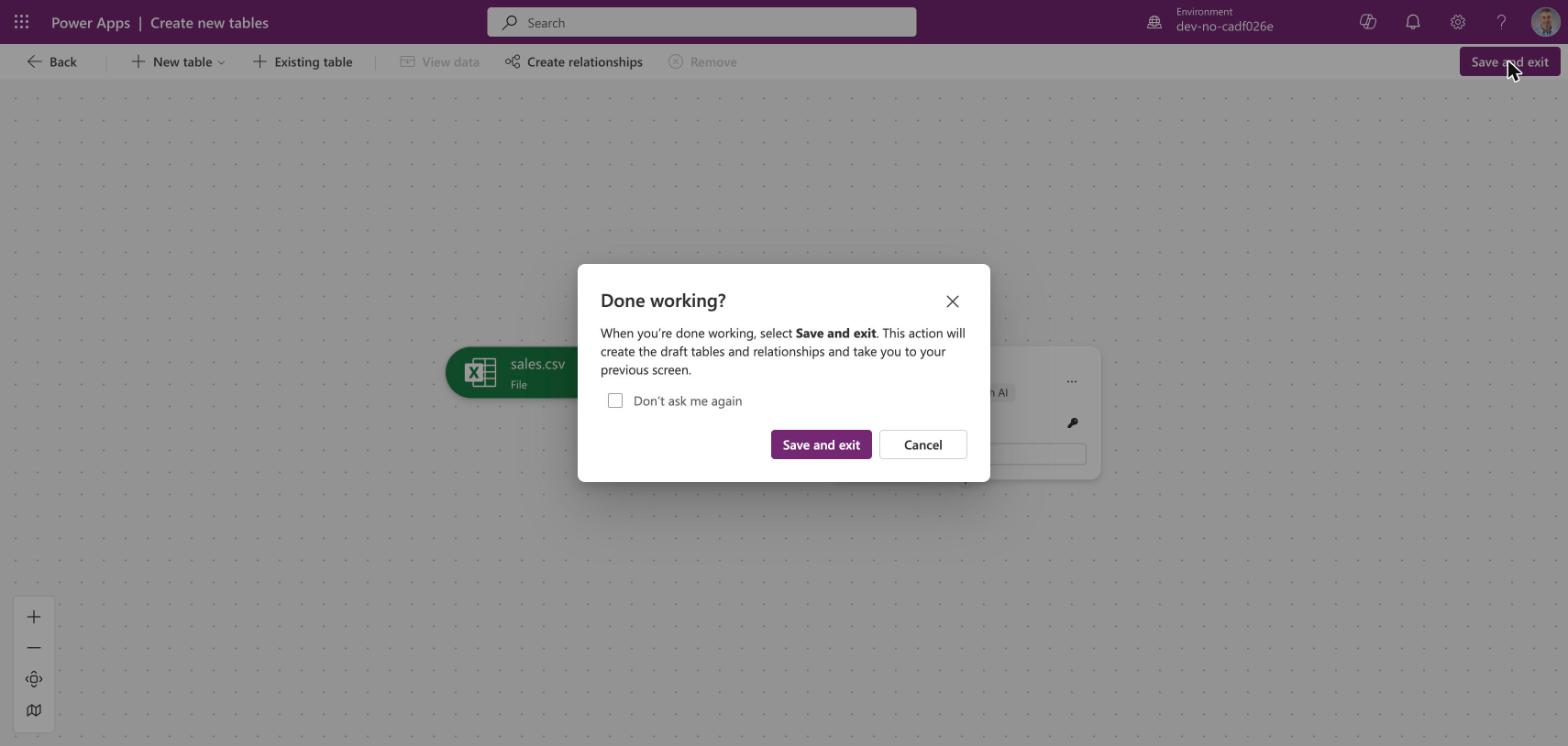 Power Apps | Create new tables
Search
Environment
dev-no-cadf026e
Back
New table
Existing table
View data
Create relationships
Remove
Save and exit
Done working?
When you're done working, select Save and exit. This action will
create the draft tables and relationships and take you to your
previous screen.
Don't ask me again
Save and exit
Cancel
sales.csv
File
AI